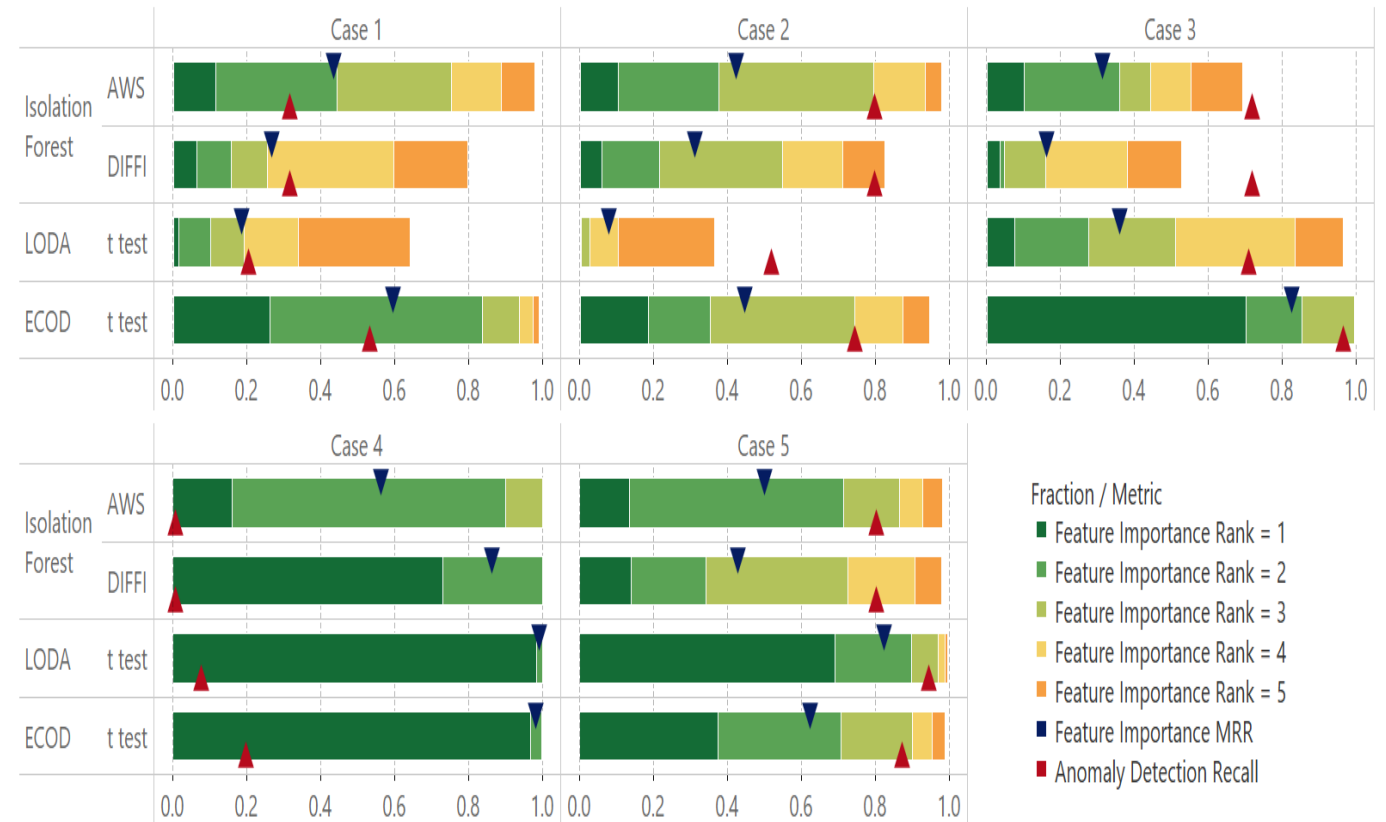 Case 1 Case 2 Case 3
Isolation Forest AWS
DIFFI
LODA t test
ECOD t test
0.0 0.2 0.4 0.6 0.8 1.0 0.0 0.2 0.4 0.6 0.8 1.0 0.0 0.2 0.4 0.6 0.8 1.0
Case 4 Case 5
Isolation Forest AWS
DIFFI
LODA t test
ECOD t test
0.0 0.2 0.4 0.6 0.8 1.0 0.0 0.2 0.4 0.6 0.8 1.0
Fraction / Metric
Feature Importance Rank = 1
Feature Importance Rank = 2
Feature Importance Rank = 3
Feature Importance Rank = 4
Feature Importance Rank = 5
Feature Importance MRR
Anomaly Detection Recall